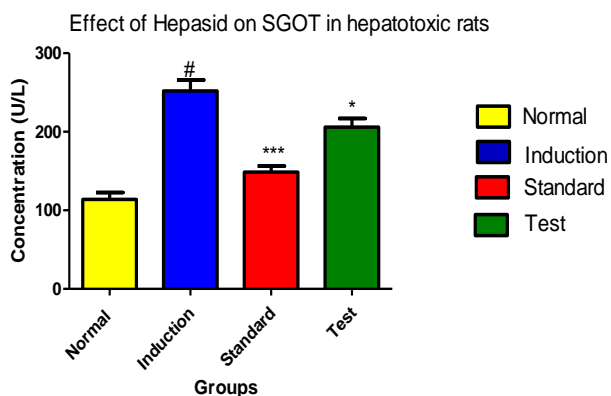 Effect of Hepasid on SGOT in hepatotoxic rats
300
200
100
0
Concentration (U/L)
#
***
*
Normal
Induction
Standard
Test
Groups
Normal
Induction
Standard
Test